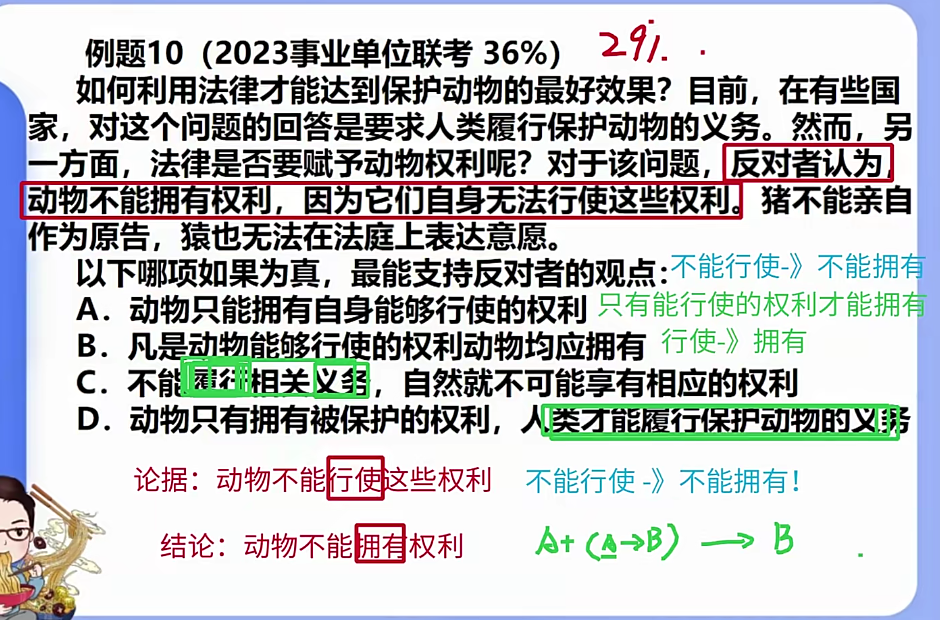 例题10（2023事业单位联考 36%） 29%.
如何利用法律才能达到保护动物的最好效果？目前，在有些国
家，对这个问题的回答是要求人类履行保护动物的义务。然而，另
一方面，法律是否要赋予动物权利呢？对于该问题，反对者认为，
动物不能拥有权利，因为它们自身无法行使这些权利。猪不能亲自
作为原告，猿也无法在法庭上表达意愿。
以下哪项如果为真，最能支持反对者的观点：不能行使-》不能拥有
A．动物只能拥有自身能够行使的权利 只有能行使的权利才能拥有
B．凡是动物能够行使的权利动物均应拥有 行使-》拥有
C．不能履行相关义务，自然就不可能享有相应的权利
D．动物只有拥有被保护的权利，人类才能履行保护动物的义务
论据：动物不能行使这些权利 不能行使 -》不能拥有！
结论：动物不能拥有权利 A+（A→B）→ B